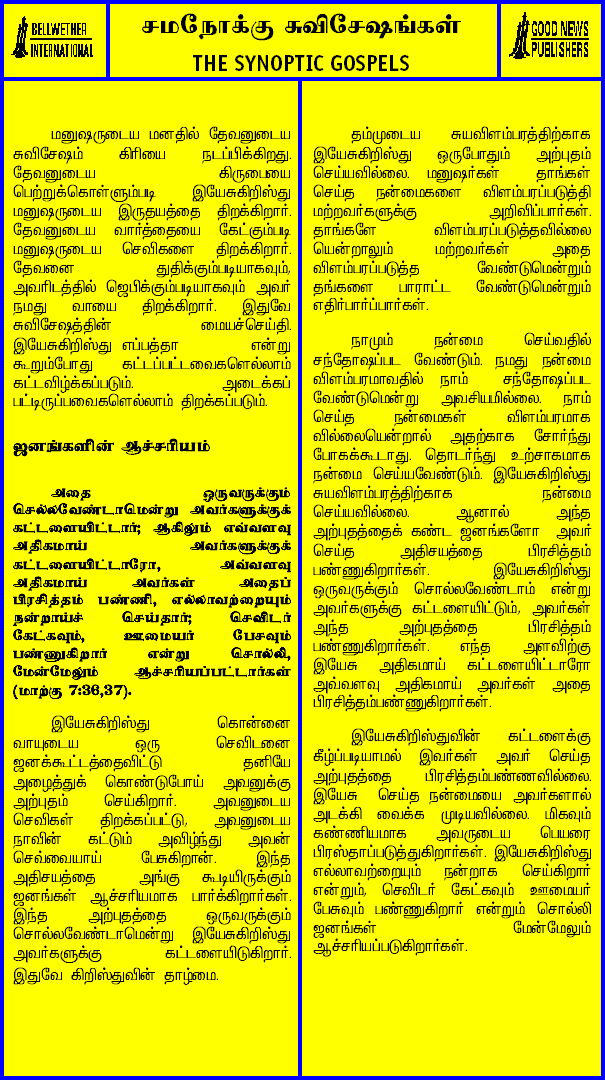 BELLWETHER
INTERNATIONAL
சமநோக்கு சுவிசேஷங்கள்
THE SYNOPTIC GOSPELS
GOOD NEWS
PUBLISHERS
மனுஷருடைய மனதில் தேவனுடைய
சுவிசேஷம் கிரியை நடப்பிக்கிறது.
தேவனுடைய கிருபையை
பெற்றுக்கொள்ளும்படி இயேசுகிறிஸ்து
மனுஷருடைய இருதயத்தை திறக்கிறார்.
தேவனுடைய வார்த்தையை கேட்கும்படி
மனுஷருடைய செவிகளை திறக்கிறார்.
தேவனை துதிக்கும்படியாகவும்,
அவரிடத்தில் ஜெபிக்கும்படியாகவும் அவர்
நமது வாயை திறக்கிறார். இதுவே
சுவிசேஷத்தின் மையச்செய்தி.
இயேசுகிறிஸ்து எப்பத்தா என்று
கூறும்போது கட்டப்பட்டவைகளெல்லாம்
கட்டவிழ்க்கப்படும். அடைக்கப்
பட்டிருப்பவைகளெல்லாம் திறக்கப்படும்.
ஜனங்களின் ஆச்சரியம்
அதை ஒருவருக்கும்
சொல்லவேண்டாமென்று அவர்களுக்குக்
கட்டளையிட்டார்; ஆகிலும் எவ்வளவு
அதிகமாய் அவர்களுக்குக்
கட்டளையிட்டாரோ, அவ்வளவு
அதிகமாய் அவர்கள் அதைப்
பிரசித்தம் பண்ணி, எல்லாவற்றையும்
நன்றாய்ச் செய்தார்; செவிடர்
கேட்கவும், ஊமையர் பேசவும்
பண்ணுகிறார் என்று சொல்லி,
மேன்மேலும் ஆச்சரியப்பட்டார்கள்
(மாற்கு 7:36,37).
இயேசுகிறிஸ்து கொன்னை
வாயுடைய ஒரு செவிடனை
ஜனக்கூட்டத்தைவிட்டு தனியே
அழைத்துக் கொண்டுபோய் அவனுக்கு
அற்புதம் செய்கிறார். அவனுடைய
செவிகள் திறக்கப்பட்டு, அவனுடைய
நாவின் கட்டும் அவிழ்ந்து அவன்
செவ்வையாய் பேசுகிறான். இந்த
அதிசயத்தை அங்கு கூடியிருக்கும்
ஜனங்கள் ஆச்சரியமாக பார்க்கிறார்கள்.
இந்த அற்புதத்தை ஒருவருக்கும்
சொல்லவேண்டாமென்று இயேசுகிறிஸ்து
அவர்களுக்கு கட்டளையிடுகிறார்.
இதுவே கிறிஸ்துவின் தாழ்மை.
தம்முடைய சுயவிளம்பரத்திற்காக
இயேசுகிறிஸ்து ஒருபோதும் அற்புதம்
செய்யவில்லை. மனுஷர்கள் தாங்கள்
செய்த நன்மைகளை விளம்பரப்படுத்தி
மற்றவர்களுக்கு அறிவிப்பார்கள்.
தாங்களே விளம்பரப்படுத்தவில்லை
யென்றாலும் மற்றவர்கள் அதை
விளம்பரப்படுத்த வேண்டுமென்றும்
தங்களை பாராட்ட வேண்டுமென்றும்
எதிர்பார்ப்பார்கள்.
நாமும் நன்மை செய்வதில்
சந்தோஷப்பட வேண்டும். நமது நன்மை
விளம்பரமாவதில் நாம் சந்தோஷப்பட
வேண்டுமென்று அவசியமில்லை. நாம்
செய்த நன்மைகள் விளம்பரமாக
வில்லையென்றால் அதற்காக சோர்ந்து
போகக்கூடாது. தொடர்ந்து உற்சாகமாக
நன்மை செய்யவேண்டும். இயேசுகிறிஸ்து
சுயவிளம்பரத்திற்காக நன்மை
செய்யவில்லை. ஆனால் அந்த
அற்புதத்தைக் கண்ட ஜனங்களோ அவர்
செய்த அதிசயத்தை பிரசித்தம்
பண்ணுகிறார்கள். இயேசுகிறிஸ்து
ஒருவருக்கும் சொல்லவேண்டாம் என்று
அவர்களுக்கு கட்டளையிட்டும், அவர்கள்
அந்த அற்புதத்தை பிரசித்தம்
பண்ணுகிறார்கள். எந்த அளவிற்கு
இயேசு அதிகமாய் கட்டளையிட்டாரோ
அவ்வளவு அதிகமாய் அவர்கள் அதை
பிரசித்தம்பண்ணுகிறார்கள்.
இயேசுகிறிஸ்துவின் கட்டளைக்கு
கீழ்ப்படியாமல் இவர்கள் அவர் செய்த
அற்புதத்தை பிரசித்தம்பண்ணவில்லை.
இயேசு செய்த நன்மையை அவர்களால்
அடக்கி வைக்க முடியவில்லை. மிகவும்
கண்ணியமாக அவருடைய பெயரை
பிரஸ்தாப்படுத்துகிறார்கள். இயேசுகிறிஸ்து
எல்லாவற்றையும் நன்றாக செய்கிறார்
என்றும், செவிடர் கேட்கவும் ஊமையர்
பேசுவும் பண்ணுகிறார் என்றும் சொல்லி
ஜனங்கள் மேன்மேலும்
ஆச்சரியப்படுகிறார்கள்.